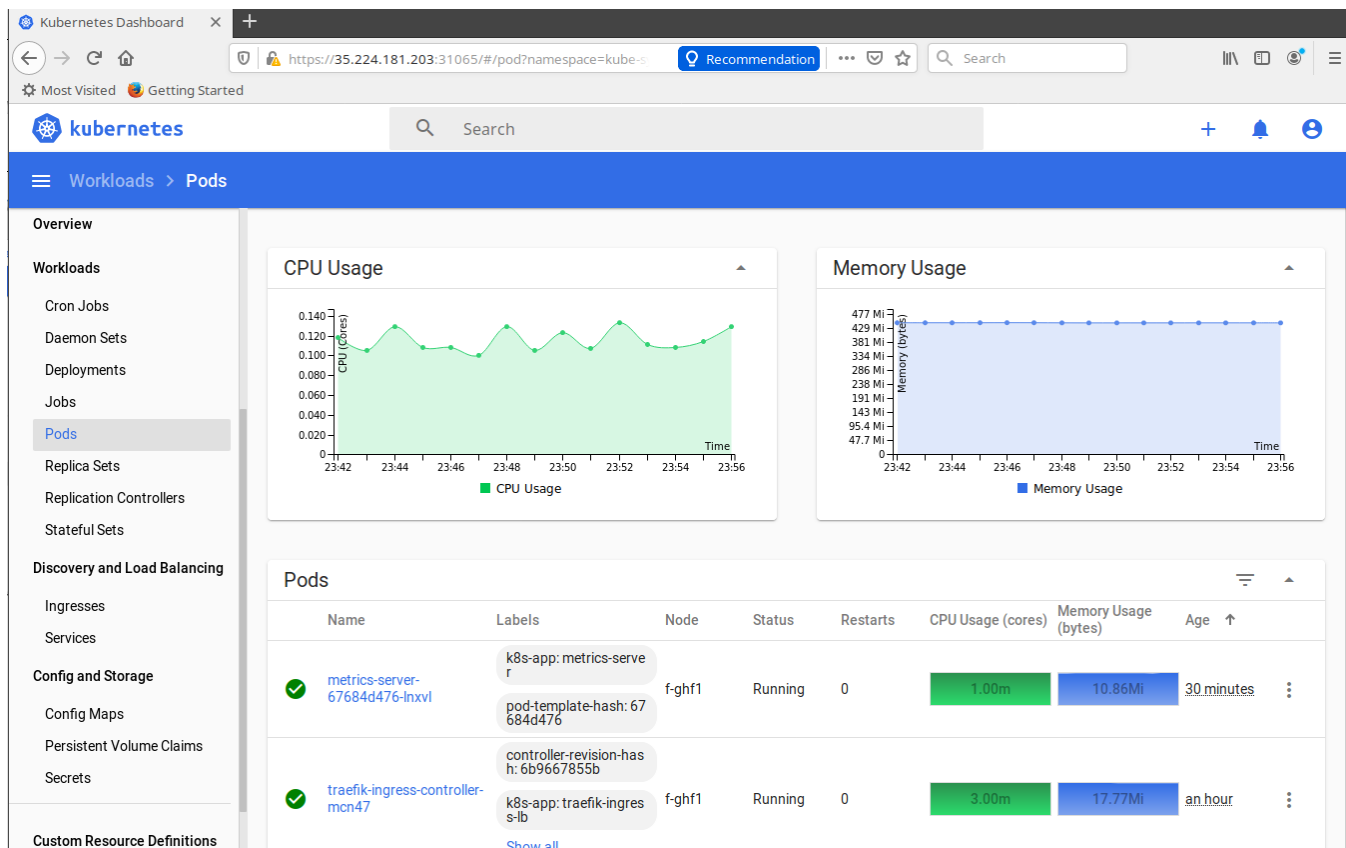 Kubernetes Dashboard
https://35.224.181.203:31065/#/pod?namespace=kube-s
Recommendation
Search
Most Visited
Getting Started
kubernetes
Search
Workloads > Pods
Overview
Workloads
Cron Jobs
Daemon Sets
Deployments
Jobs
Pods
Replica Sets
Replication Controllers
Stateful Sets
Discovery and Load Balancing
Ingresses
Services
Config and Storage
Config Maps
Persistent Volume Claims
Secrets
Custom Resource Definitions
CPU Usage
0.140
0.120
0.100
0.080
0.060
0.040
0.020
0
CPU (Cores)
Time
23:42 23:44 23:46 23:48 23:50 23:52 23:54 23:56
CPU Usage
Memory Usage
477 Mi
429 Mi
381 Mi
334 Mi
286 Mi
238 Mi
191 Mi
143 Mi
95.4 Mi
47.7 Mi
0
Memory (bytes)
Time
23:42 23:44 23:46 23:48 23:50 23:52 23:54 23:56
Memory Usage
Pods
Name Labels Node Status Restarts CPU Usage (cores) Memory Usage
(bytes) Age
metrics-server-
67684d476-lnxvl
k8s-app: metrics-serve
r
pod-template-hash: 67
684d476
f-ghf1 Running 0 1.00m 10.86Mi 30 minutes
traefik-ingress-controller-
mcn47
controller-revision-has
h: 6b9667855b
k8s-app: traefik-ingres
s-lb
Show all
f-ghf1 Running 0 3.00m 17.77Mi an hour